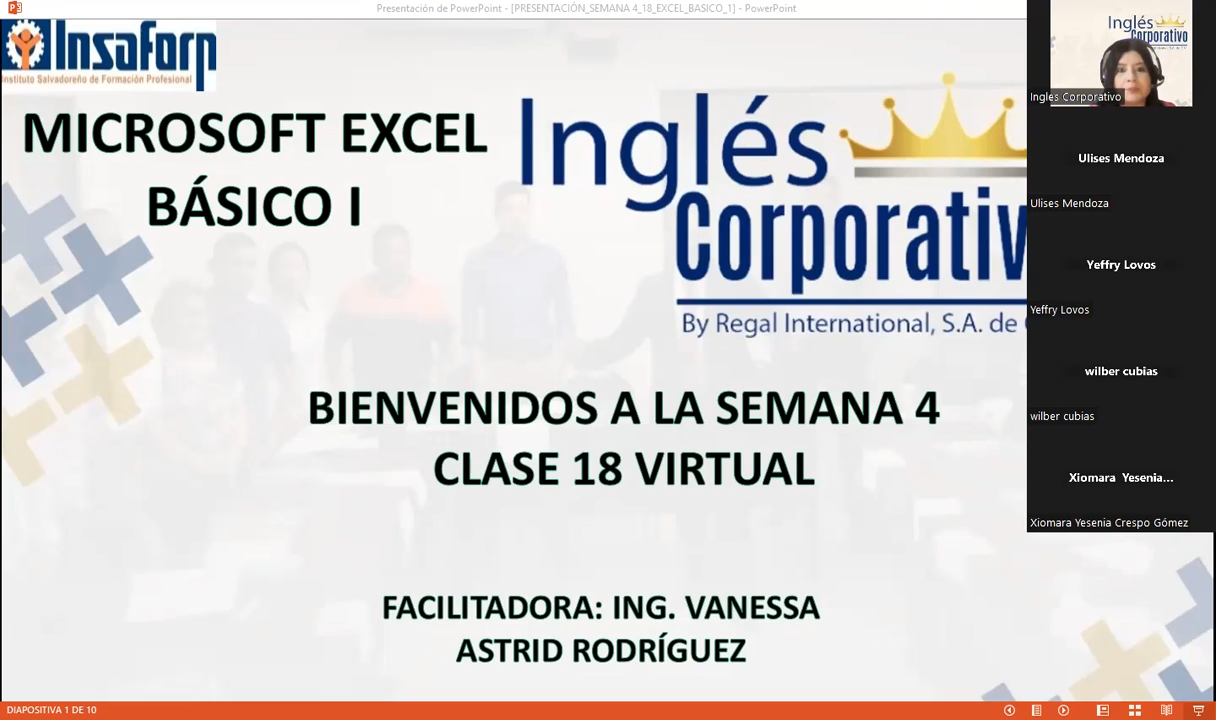 Presentación de PowerPoint - [PRESENTACIÓN_SEMANA 4_18_EXCEL_BASICO_1] - PowerPoint
Insaforp
Instituto Salvadoreño de Formación Profesional
MICROSOFT EXCEL
BÁSICO I
Inglés
Corporativ
By Regal International, S.A. de
BIENVENIDOS A LA SEMANA 4
CLASE 18 VIRTUAL
FACILITADORA: ING. VANESSA
ASTRID RODRÍGUEZ
Inglés
Corporativo
Ingles Corporativo
Ulises Mendoza
Ulises Mendoza
Yeffry Lovos
Yeffry Lovos
wilber cubias
wilber cubias
Xiomara Yesenia...
Xiomara Yesenia Crespo Gómez
DIAPOSITIVA 1 DE 10